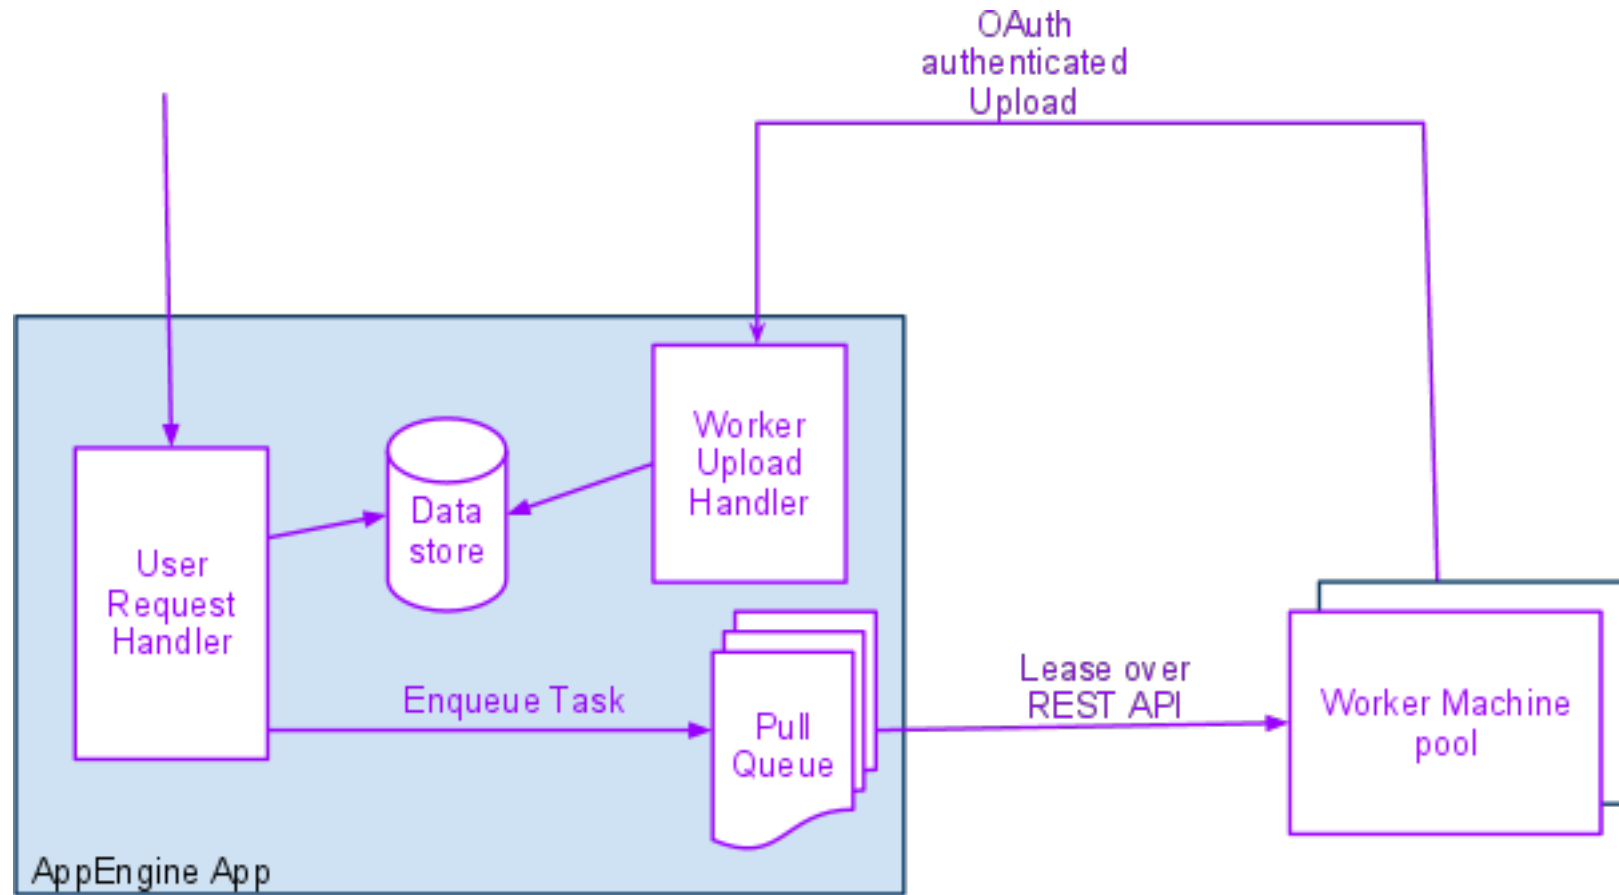 OAuth
authenticated
Upload
Worker
Upload
Handler
Data
store
User
Request
Handler
Enqueue Task
Pull
Queue
Lease over
REST API
Worker Machine
pool
AppEngine App